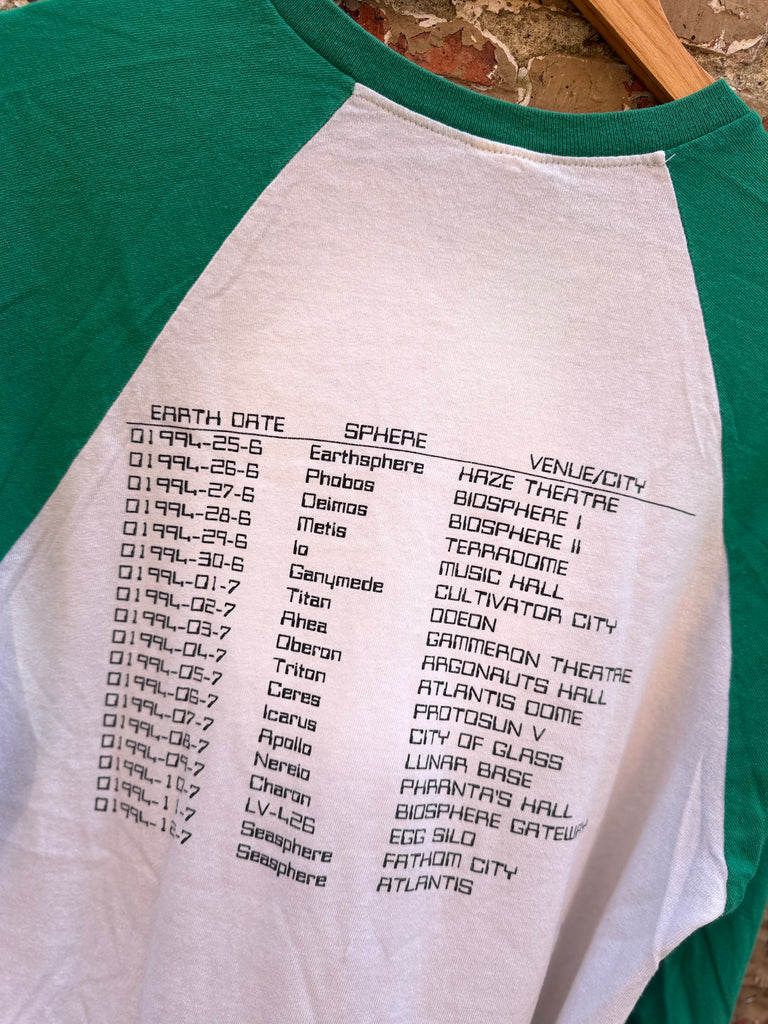 EARTH DATE SPHERE VENUE/CITY
01994-25-6 Earthsphere HAZE THEATRE
01994-26-6 Phobos BIOSPHERE I
01994-27-6 Deimos BIOSPHERE II
01994-28-6 Metis TERRADOME
01994-29-6 Io MUSIC HALL
01994-30-6 Ganymede CULTIVATOR CITY
01994-01-7 Titan ODEON
01994-02-7 Rhea GAMMERON THEATRE
01994-03-7 Oberon ARGONAUTS HALL
01994-04-7 Triton ATLANTIS DOME
01994-05-7 Ceres PROTOSUN V
01994-06-7 Icarus CITY OF GLASS
01994-07-7 Apollo LUNAR BASE
01994-08-7 Nereid PHRANTA'S HALL
01994-09-7 Charon BIOSPHERE GATEWAY
01994-10-7 LV-426 EGG SILO
01994-11-7 Seasphere FATHOM CITY
01994-12-7 Seasphere ATLANTIS